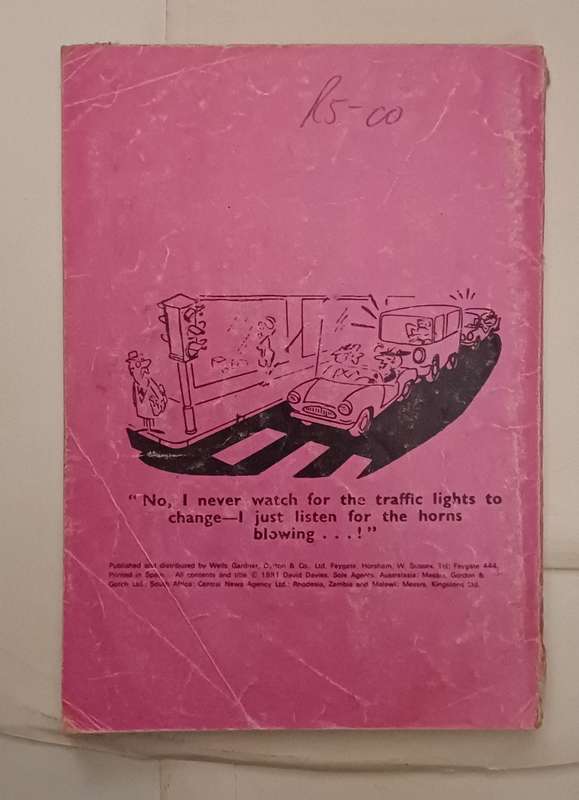 R5-00
"No, I never watch for the traffic lights to
change—I just listen for the horns
blowing . . . !"
Published and distributed by Wells Gardner, Darton & Co., Ltd. Faygate, Horsham, W. Sussex. Tel: Faygate 444.
Printed in Spain. All contents and title © 1981 David Davies. Sole Agents: Australasia: Messrs. Gordon &
Gotch Ltd.; South Africa: Central News Agency Ltd.; Rhodesia, Zambia and Malawi: Messrs. Kingstons Ltd.